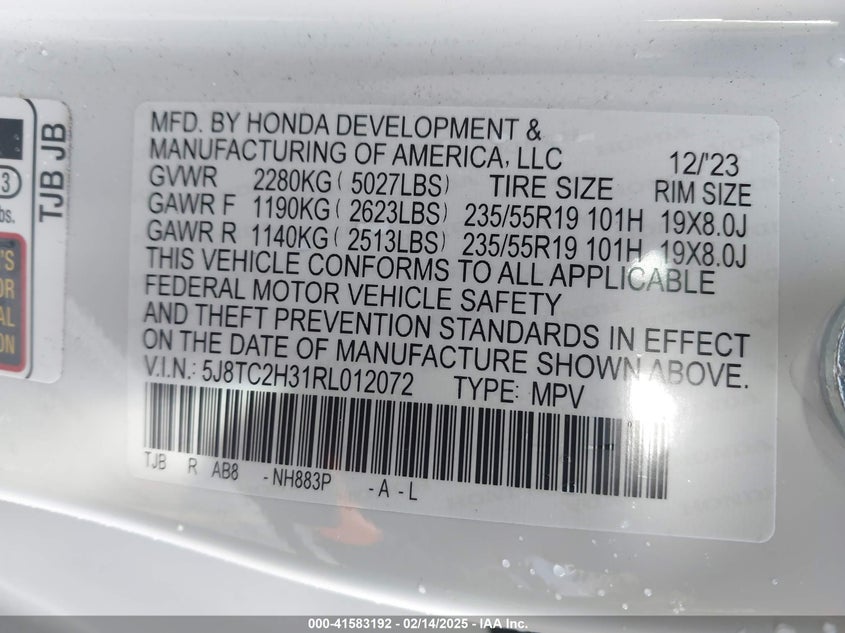 MFD. BY HONDA DEVELOPMENT &
MANUFACTURING OF AMERICA, LLC 12/'23
GVWR 2280KG ( 5027LBS) TIRE SIZE RIM SIZE
GAWR F 1190KG ( 2623LBS) 235/55R19 101H 19X8.0J
GAWR R 1140KG ( 2513LBS) 235/55R19 101H 19X8.0J
THIS VEHICLE CONFORMS TO ALL APPLICABLE
FEDERAL MOTOR VEHICLE SAFETY
AND THEFT PREVENTION STANDARDS IN EFFECT
ON THE DATE OF MANUFACTURE SHOWN ABOVE.
V.I.N.: 5J8TC2H31RL012072 TYPE: MPV
TJB R AB8 -NH883P -A-L
TJB JB
3
bs.
000-41583192 - 02/14/2025 - IAA Inc.